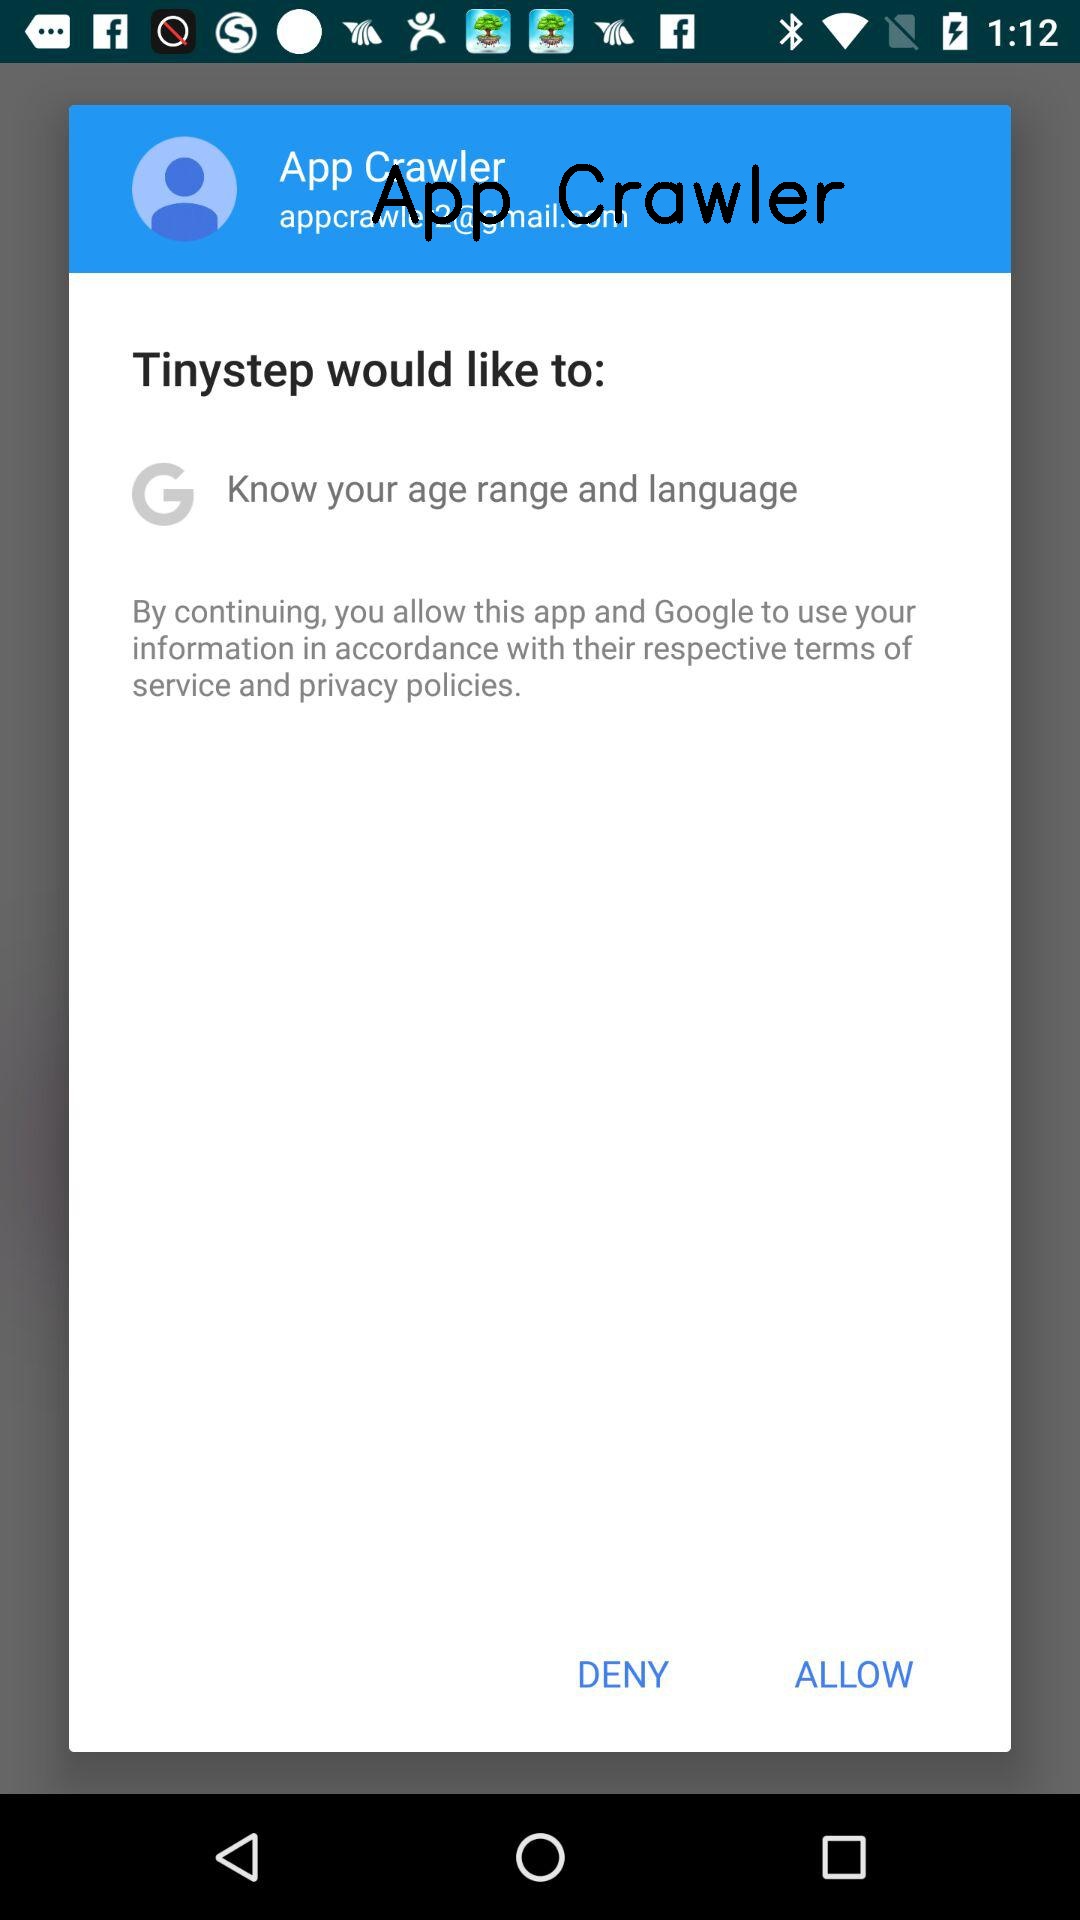 1:12
App Crawler
App Crawler
appcrawler2@gmail.com
Tinystep would like to:
Know your age range and language
By continuing, you allow this app and Google to use your
information in accordance with their respective terms of
service and privacy policies.
DENY ALLOW